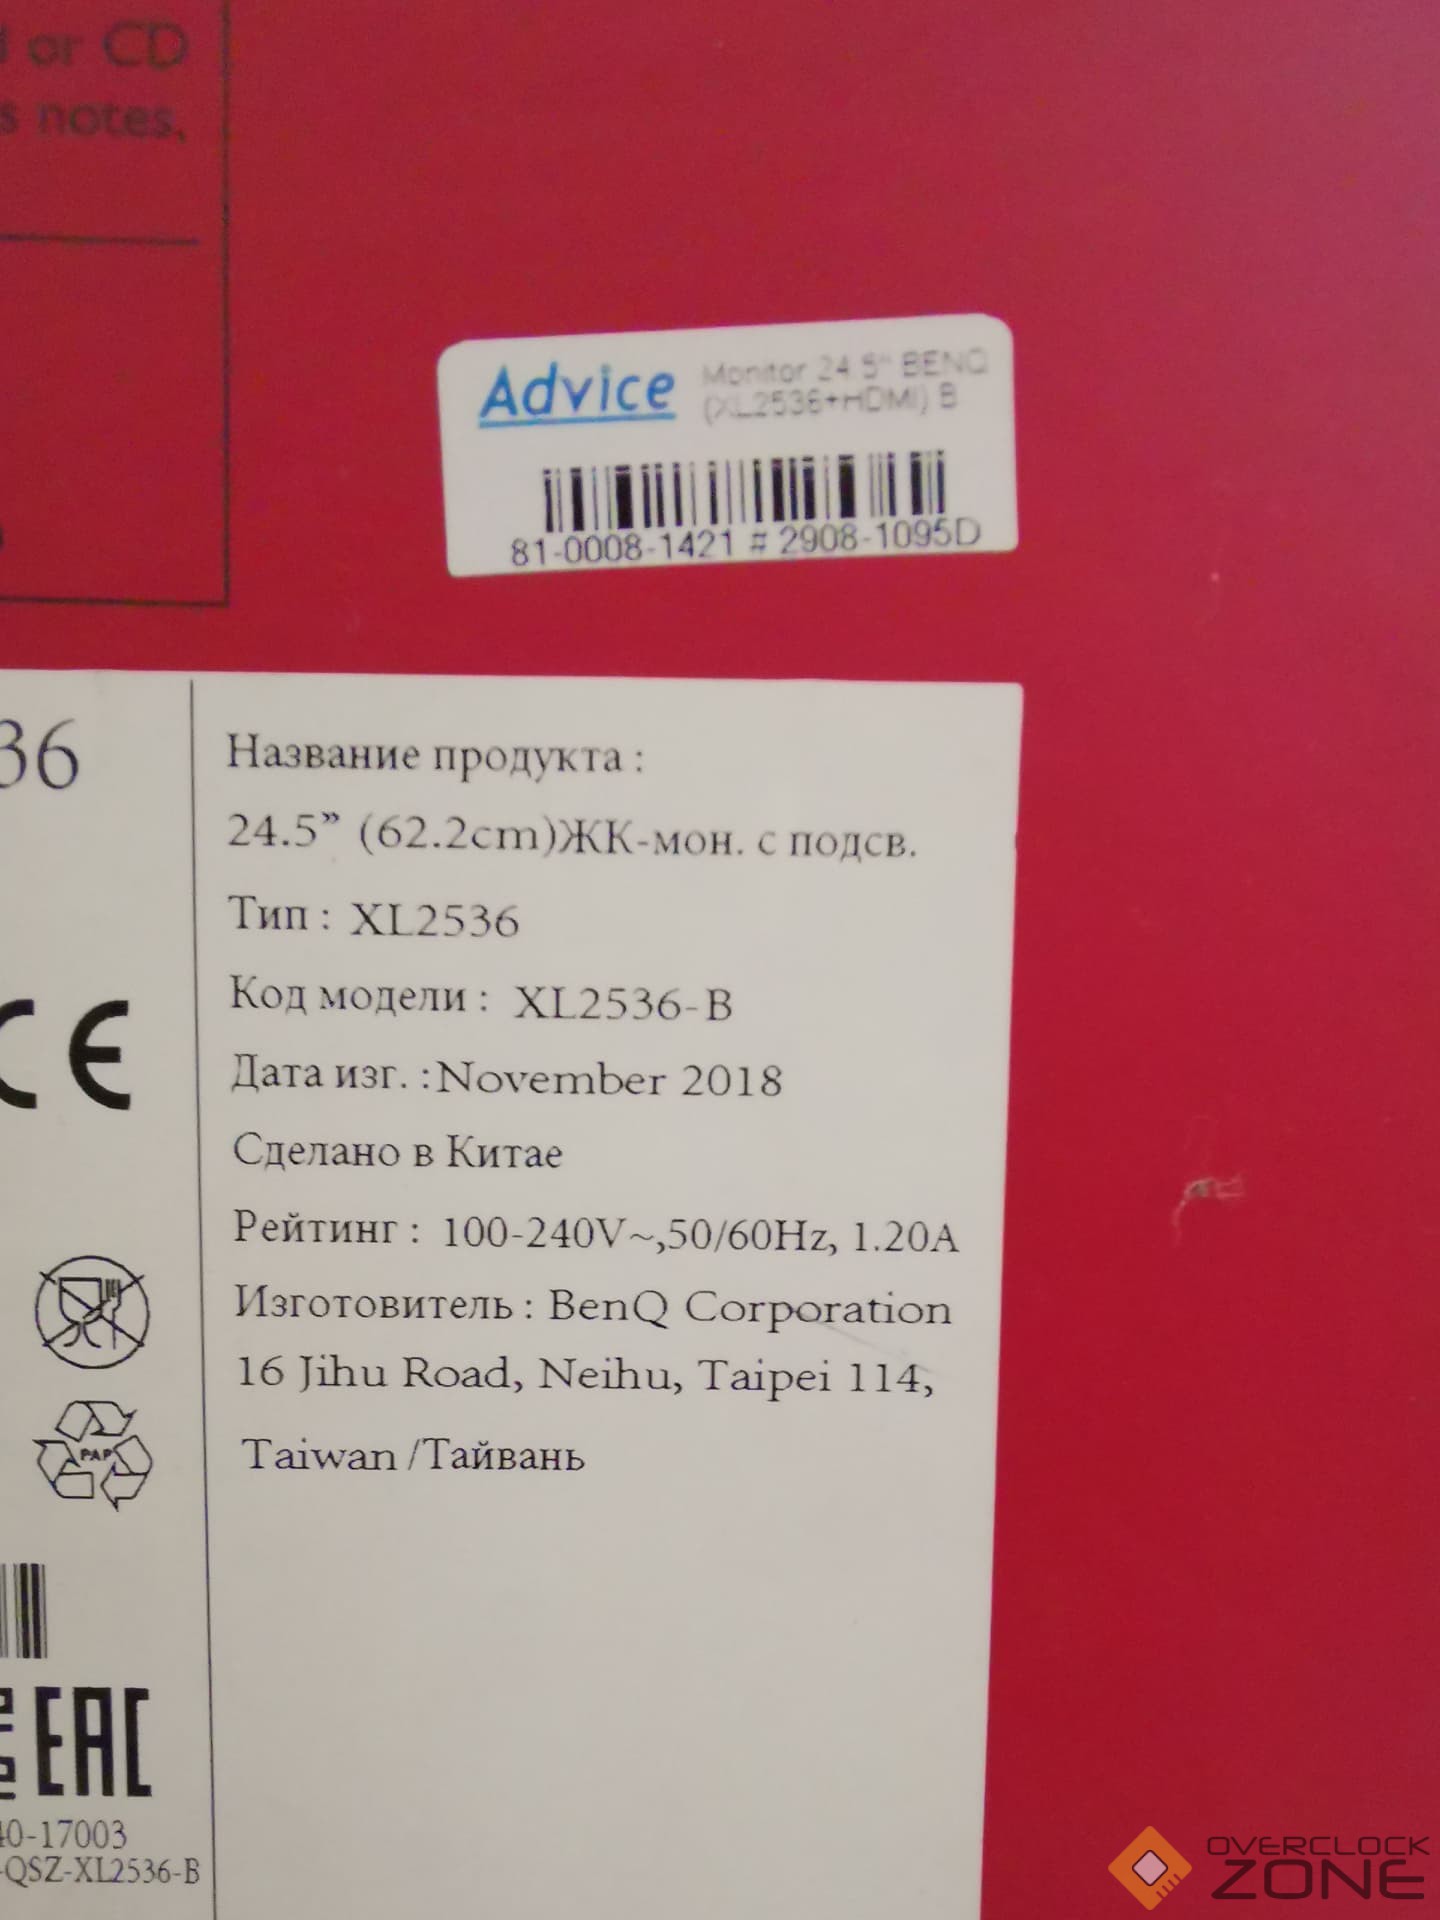 or CD
s notes,
Advice
Monitor 24.5" BENQ
(XL2536+HDMI) B
81-0008-1421 # 2908-1095D
36
Название продукта :
24.5” (62.2cm)ЖК-мон. с подсв.
Тип : XL2536
Код модели : XL2536-B
Дата изг. :November 2018
Сделано в Китае
Рейтинг : 100-240V~,50/60Hz, 1.20A
Изготовитель : BenQ Corporation
16 Jihu Road, Neihu, Taipei 114,
Taiwan /Тайвань
CE
PAP
EAC
40-17003
-QSZ-XL2536-B
OVERCLOCK
ZONE